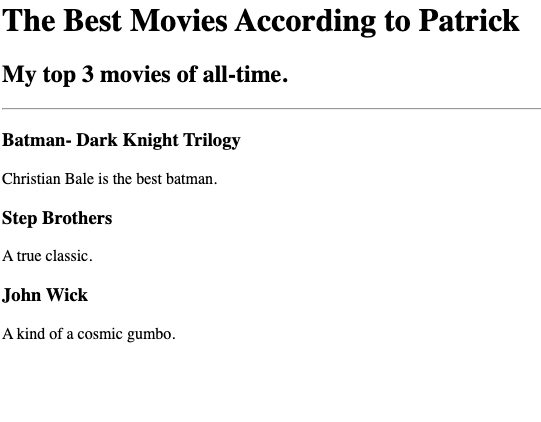 The Best Movies According to Patrick
My top 3 movies of all-time.
Batman- Dark Knight Trilogy
Christian Bale is the best batman.
Step Brothers
A true classic.
John Wick
A kind of a cosmic gumbo.